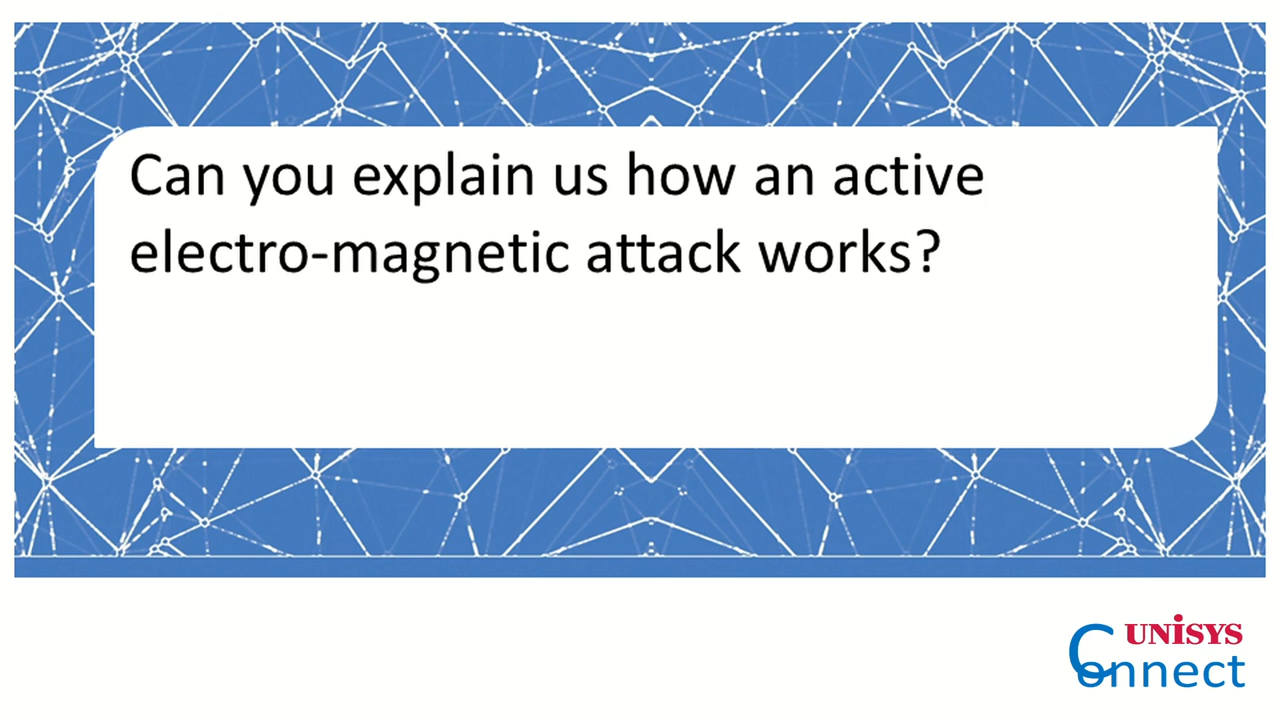 Can you explain us how an active
electro-magnetic attack works?
UNiSYS
Connect